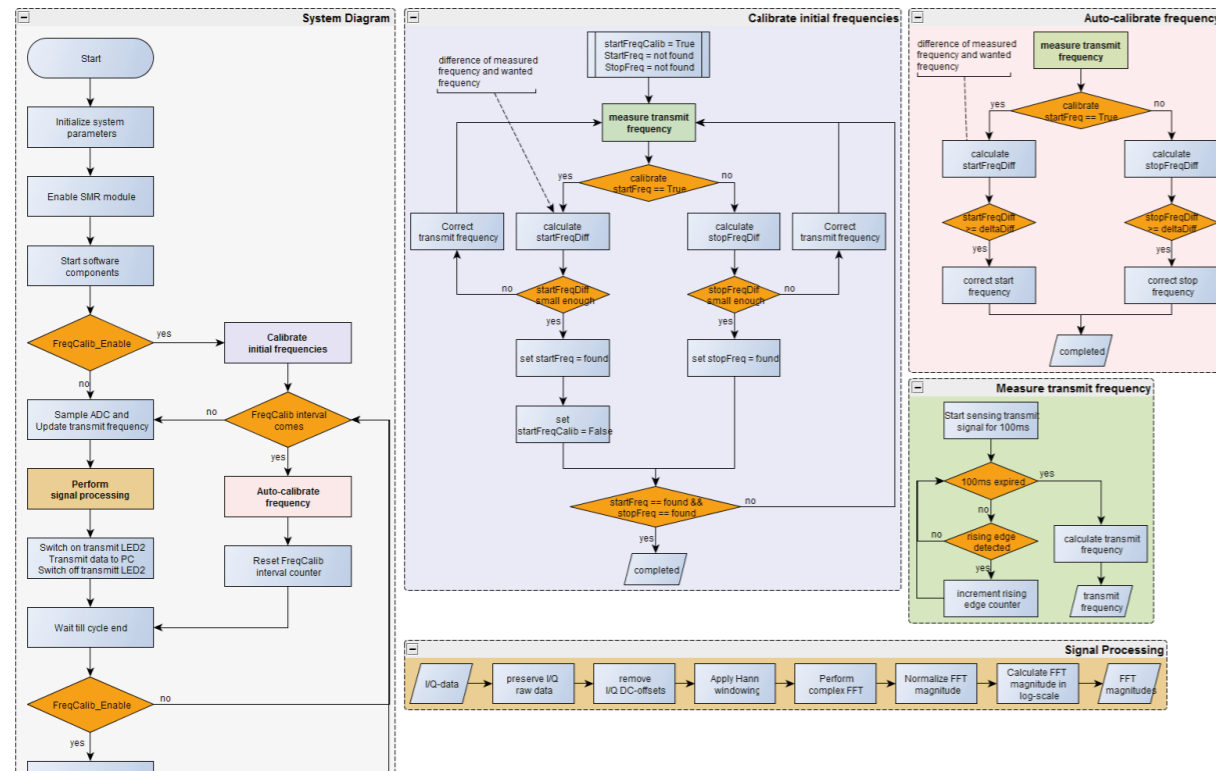 System Diagram
Start
Initialize system
parameters
Enable SMR module
Start software
components
FreqCalib_Enable
yes
no
Calibrate
initial frequencies
Sample ADC and
Update transmit frequency
no
FreqCalib interval
comes
yes
Perform
signal processing
Auto-calibrate
frequency
Switch on transmit LED2
Transmit data to PC
Switch off transmitt LED2
Reset FreqCalib
interval counter
Wait till cycle end
FreqCalib_Enable
no
yes
Calibrate initial frequencies
startFreqCalib = True
StartFreq = not found
StopFreq = not found
difference of measured
frequency and wanted
frequency
measure transmit
frequency
calibrate
startFreq == True
yes
no
Correct
transmit frequency
calculate
startFreqDiff
calculate
stopFreqDiff
Correct
transmit frequency
startFreqDiff
small enough
no
yes
stopFreqDif
small enough
no
yes
set startFreq = found
set stopFreq = found
set
startFreqCalib = False
startFreq == found &&
stopFreq == found
no
yes
completed
Auto-calibrate frequency
difference of measured
frequency and wanted
frequency
measure transmit
frequency
calibrate
startFreq == True
yes
no
calculate
startFreqDiff
calculate
stopFreqDiff
startFreqDiff
>= deltaDiff
stopFreqDiff
>= deltaDiff
yes
yes
correct start
frequency
correct stop
frequency
completed
Measure transmit frequency
Start sensing transmit
signal for 100ms
100ms expired
yes
no
rising edge
detected
no
yes
calculate transmit
frequency
increment rising
edge counter
transmit
frequency
Signal Processing
I/Q-data
preserve I/Q
raw data
remove
I/Q DC-offsets
Apply Hann
windowing
Perform
complex FFT
Normalize FFT
magnitude
Calculate FFT
magnitude in
log-scale
FFT
magnitudes